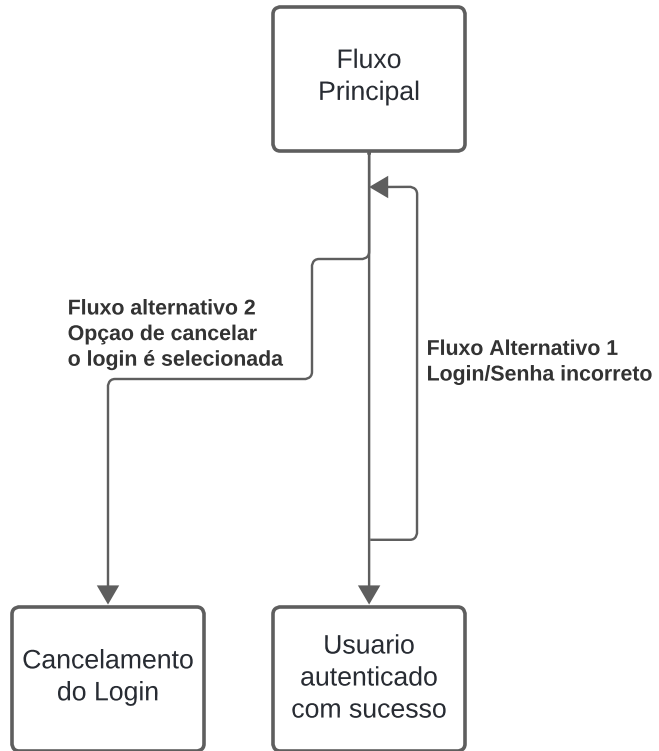 Fluxo
Principal
Fluxo alternativo 2
Opçao de cancelar
o login é selecionada
Fluxo Alternativo 1
Login/Senha incorreto
Cancelamento
do Login
Usuario
autenticado
com sucesso